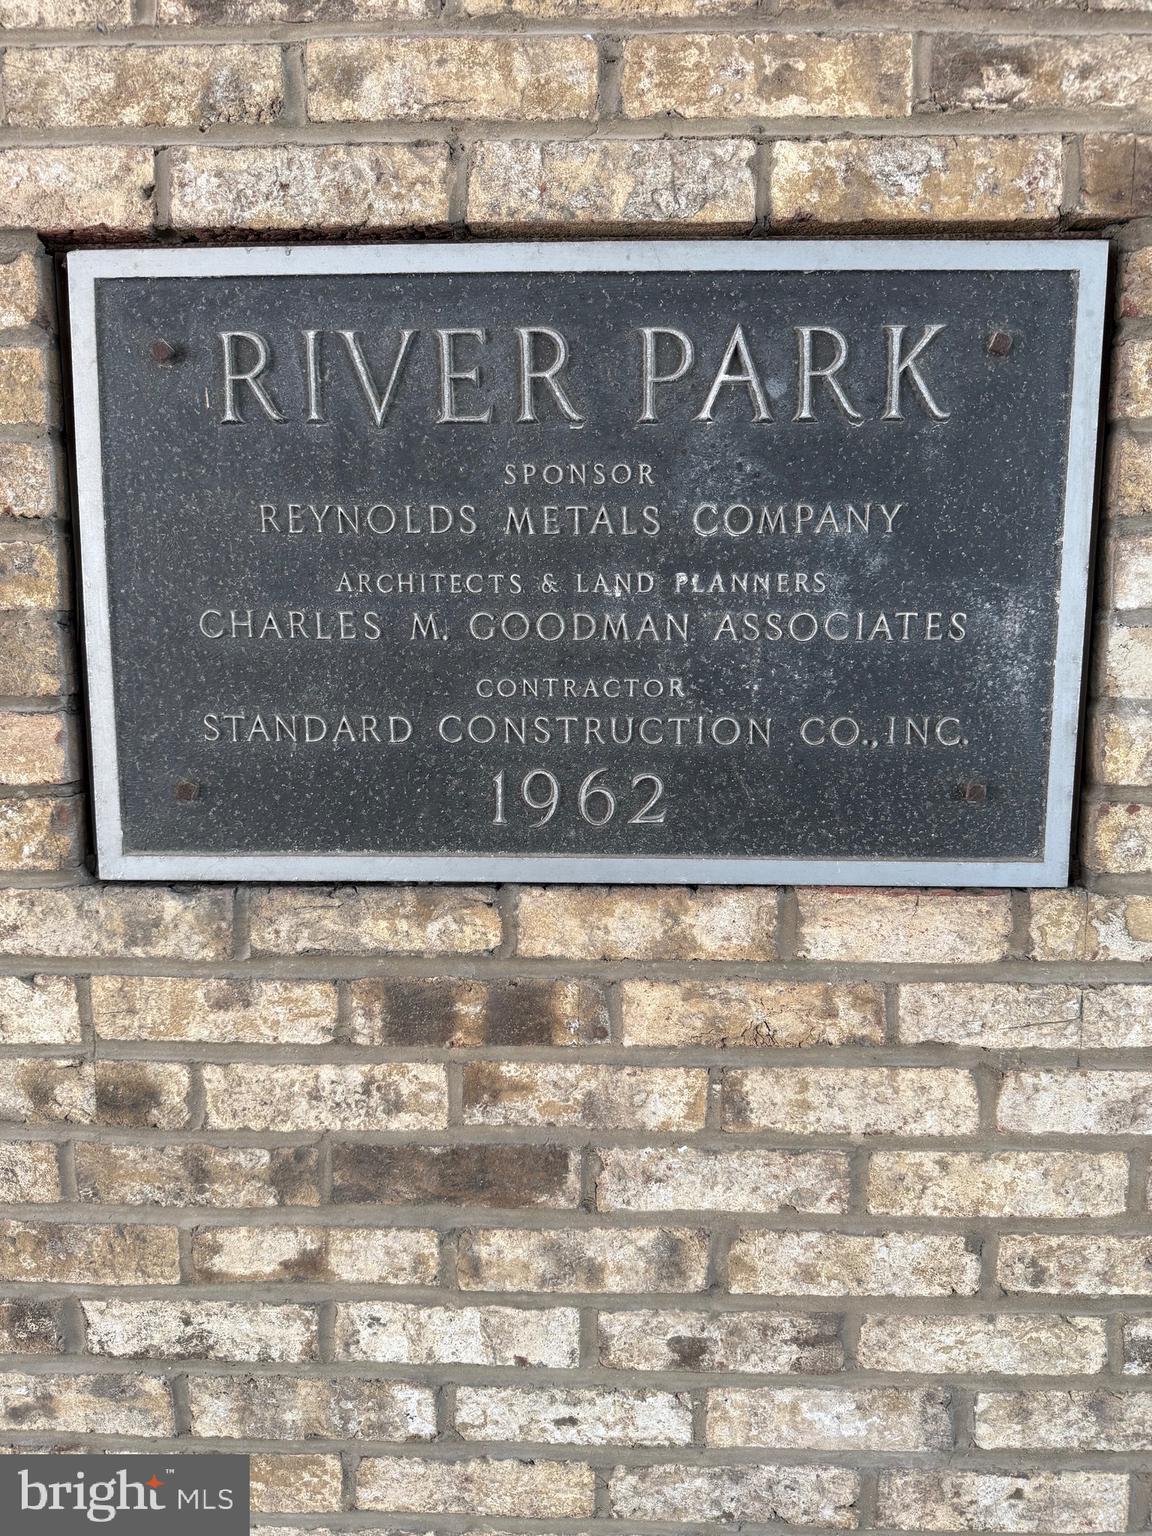 RIVER PARK
SPONSOR
REYNOLDS METALS COMPANY
ARCHITECTS & LAND PLANNERS
CHARLES M. GOODMAN ASSOCIATES
CONTRACTOR
STANDARD CONSTRUCTION CO., INC.
1962
bright™ MLS